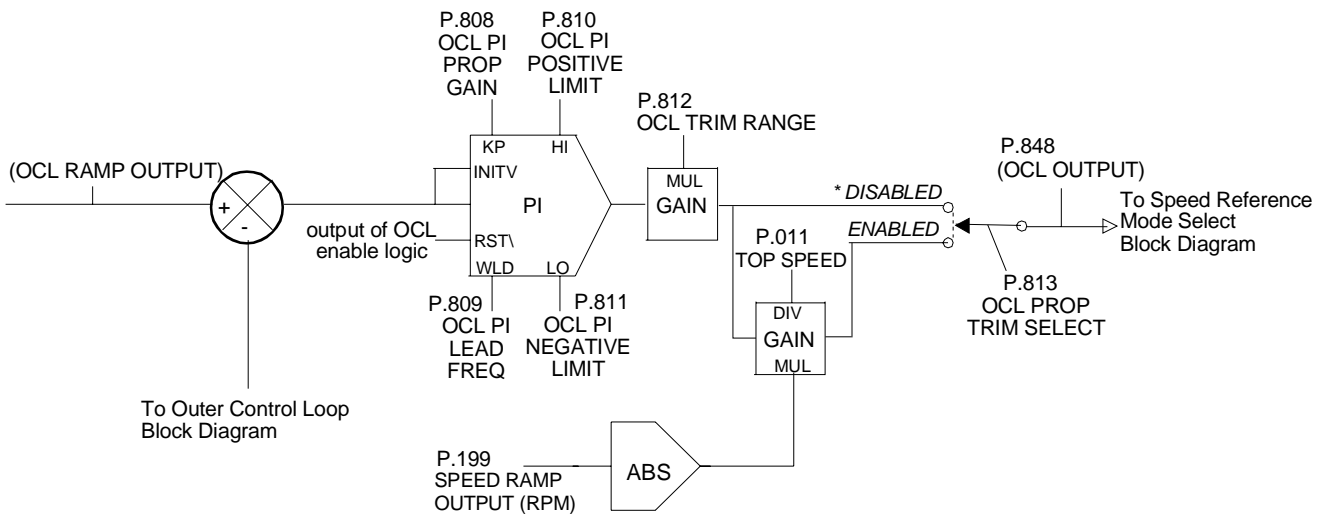 P.808
OCL PI
PROP
GAIN
P.810
OCL PI
POSITIVE
LIMIT
P.812
OCL TRIM RANGE
P.848
(OCL OUTPUT)
(OCL RAMP OUTPUT)
KP
HI
INITV
PI
RST\
WLD
LO
MUL
GAIN
* DISABLED
ENABLED
To Speed Reference
Mode Select
Block Diagram
+
-
output of OCL
enable logic
P.011
TOP SPEED
P.813
OCL PROP
TRIM SELECT
P.809
OCL PI
LEAD
FREQ
P.811
OCL PI
NEGATIVE
LIMIT
DIV
GAIN
MUL
To Outer Control Loop
Block Diagram
P.199
SPEED RAMP
OUTPUT (RPM)
ABS